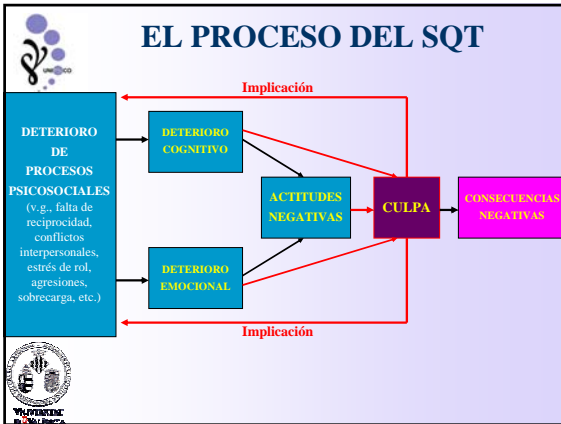 EL PROCESO DEL SQT
Implicación
DETERIORO
DE
PROCESOS
PSICOSOCIALES
(v.g., falta de
reciprocidad,
conflictos
interpersonales,
estrés de rol,
agresiones,
sobrecarga, etc.)
DETERIORO
COGNITIVO
ACTITUDES
NEGATIVAS
CULPA
CONSECUENCIAS
NEGATIVAS
DETERIORO
EMOCIONAL
Implicación